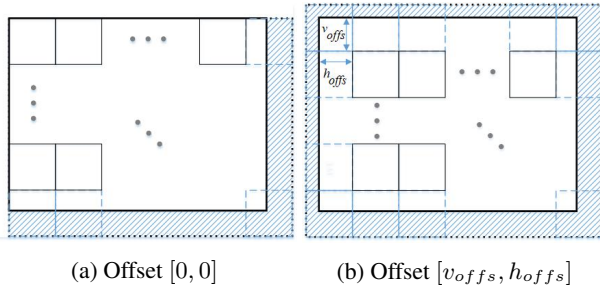 v_offs
h_offs
(a) Offset [0, 0]
(b) Offset [v_offs, h_offs]